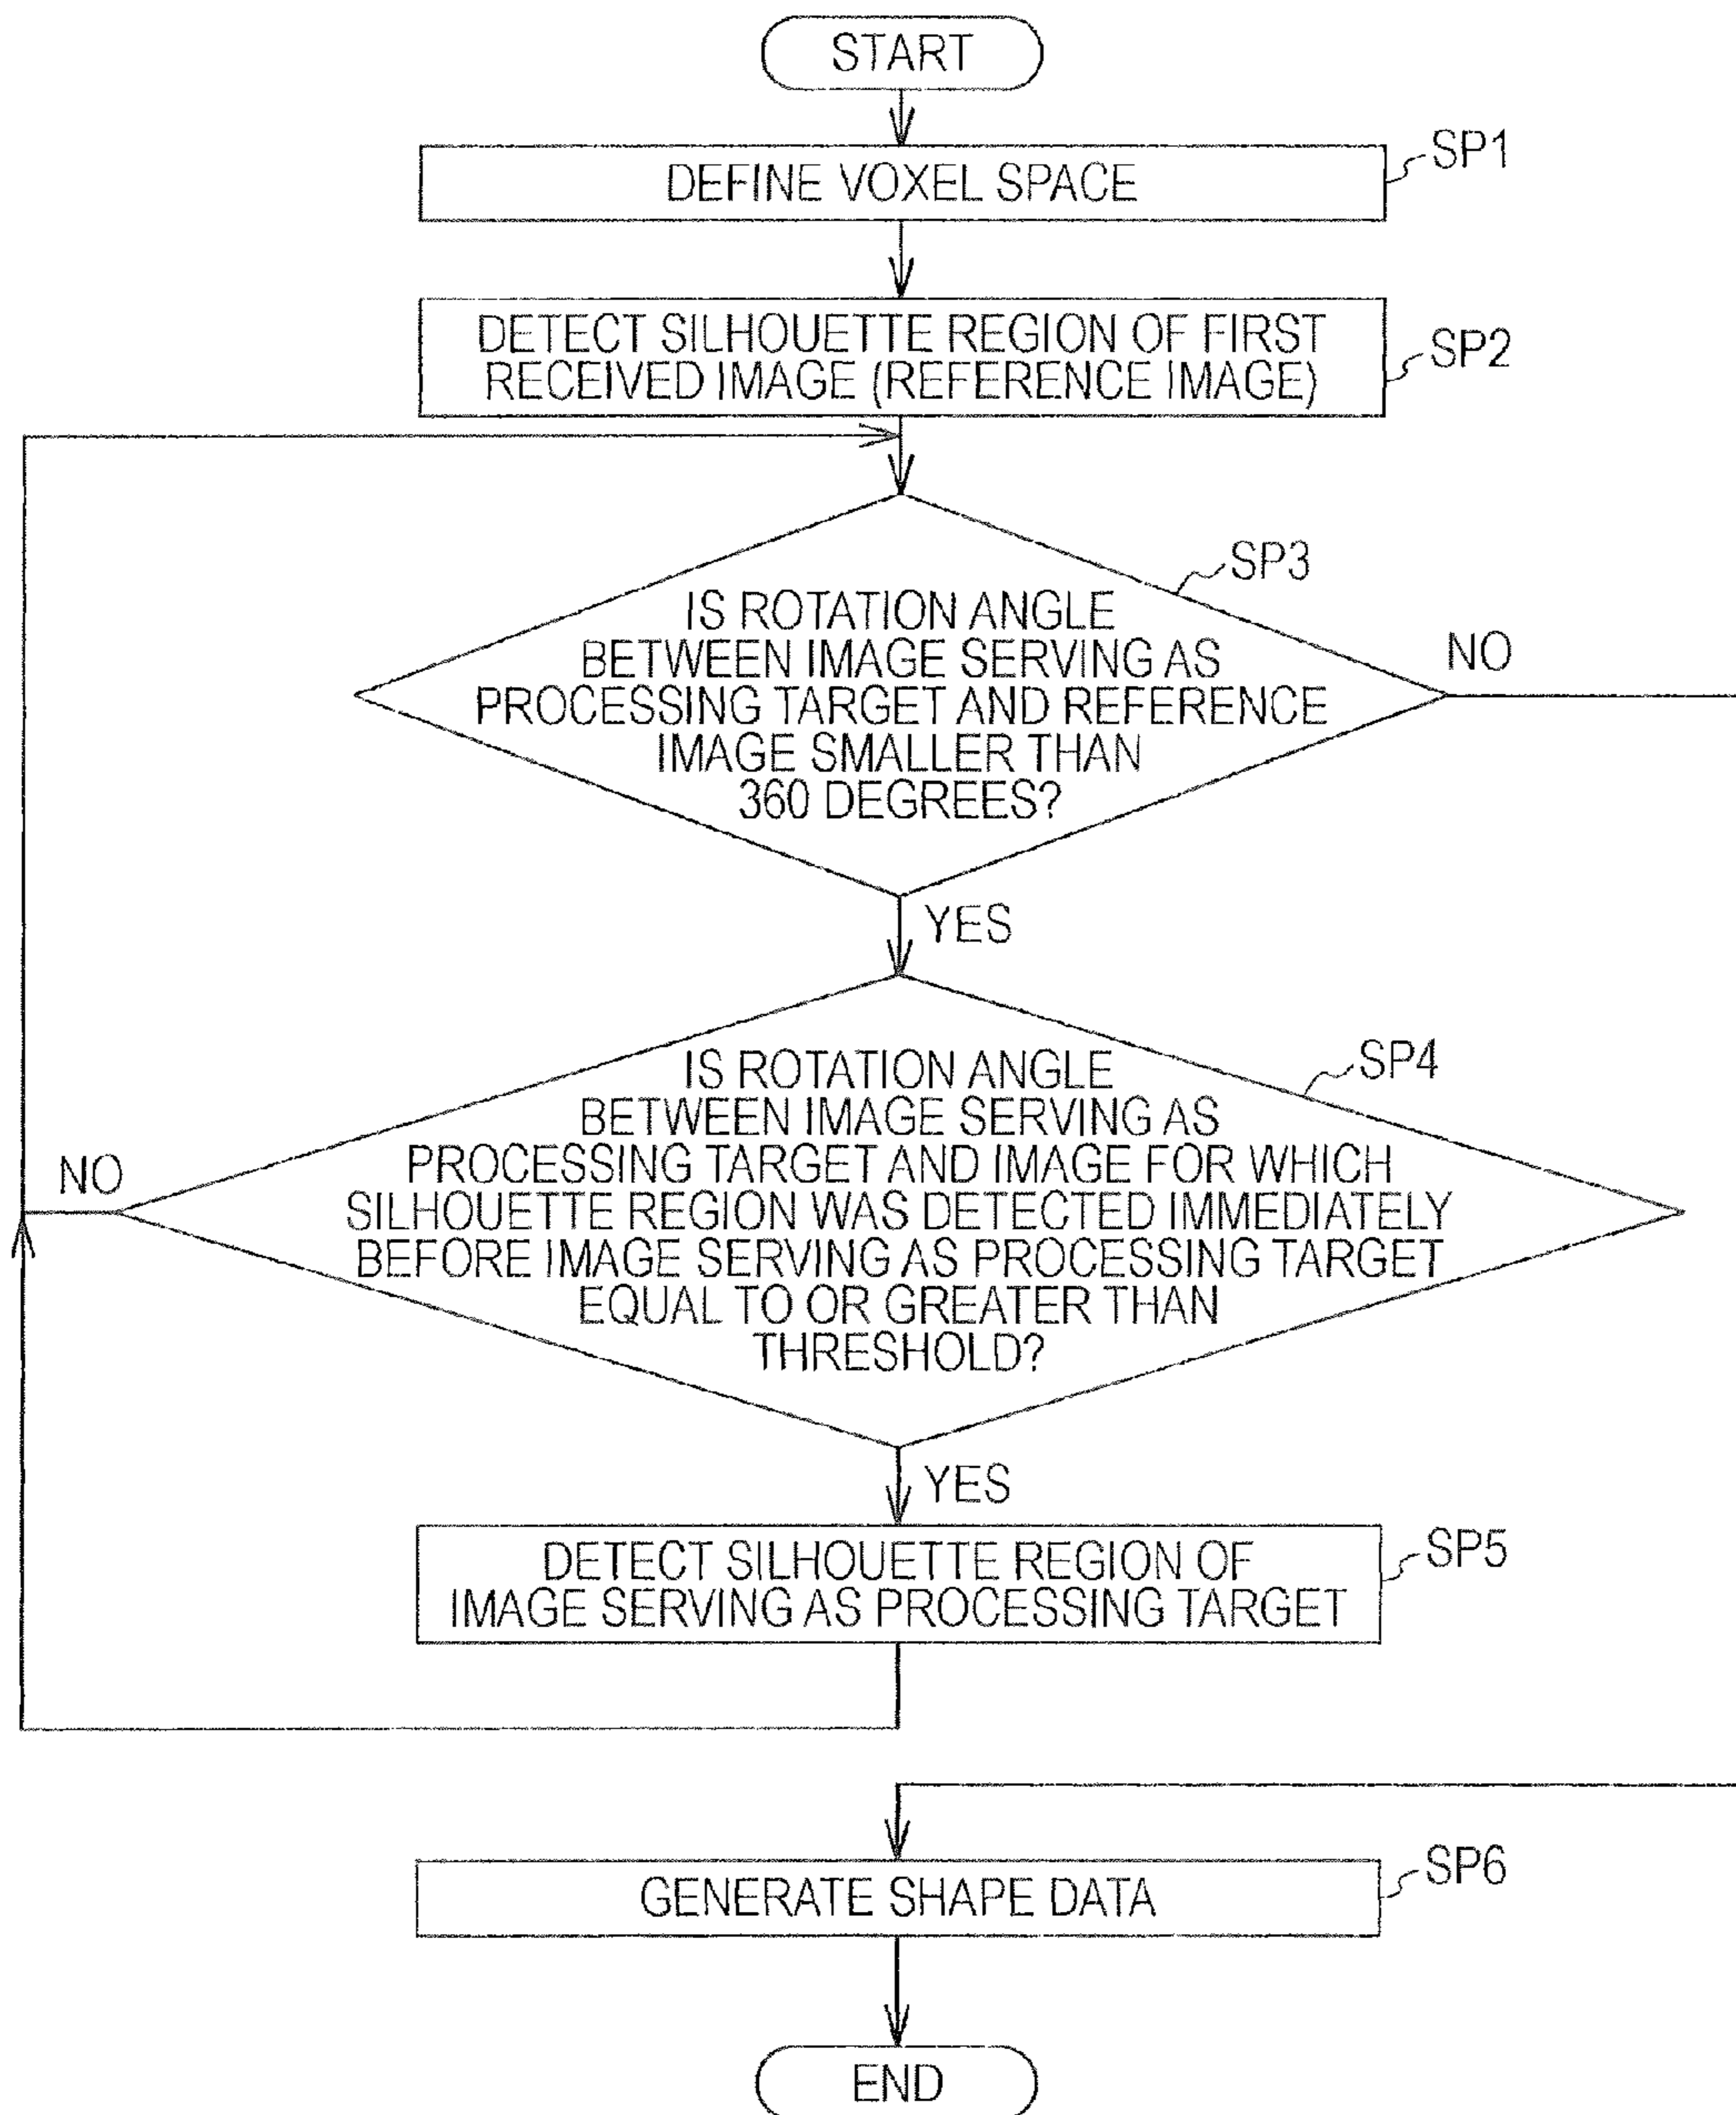 START
DEFINE VOXEL SPACE
SP1
DETECT SILHOUETTE REGION OF FIRST
RECEIVED IMAGE (REFERENCE IMAGE)
SP2
SP3
IS ROTATION ANGLE
BETWEEN IMAGE SERVING AS
PROCESSING TARGET AND REFERENCE
IMAGE SMALLER THAN
360 DEGREES?
NO
YES
SP4
IS ROTATION ANGLE
BETWEEN IMAGE SERVING AS
PROCESSING TARGET AND IMAGE FOR WHICH
SILHOUETTE REGION WAS DETECTED IMMEDIATELY
BEFORE IMAGE SERVING AS PROCESSING TARGET
EQUAL TO OR GREATER THAN
THRESHOLD?
NO
YES
DETECT SILHOUETTE REGION OF
IMAGE SERVING AS PROCESSING TARGET
SP5
GENERATE SHAPE DATA
SP6
END